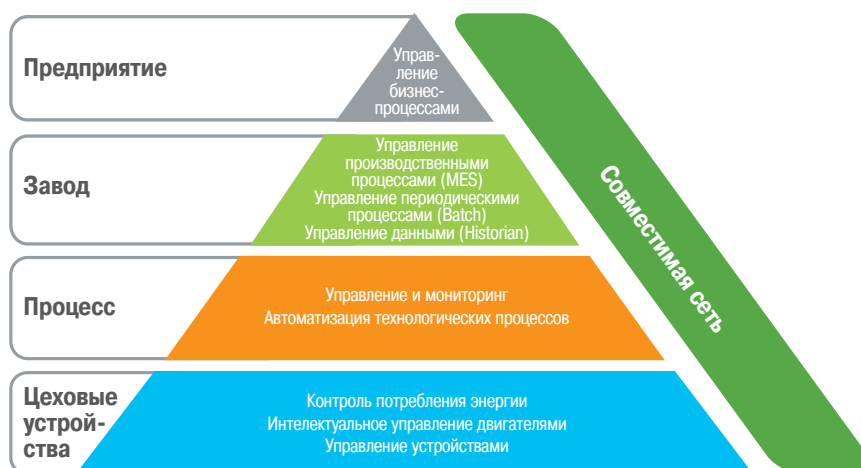 Предприятие
Управ-
ление
бизнес-
процессами
Завод
Управление
производственными
процессами (MES)
Управление периодическими
процессами (Batch)
Управление данными (Historian)
Процесс
Управление и мониторинг
Автоматизация технологических процессов
Цеховые
устрой-
ства
Контроль потребления энергии
Интелектуальное управление двигателями
Управление устройствами
Совместимая сеть